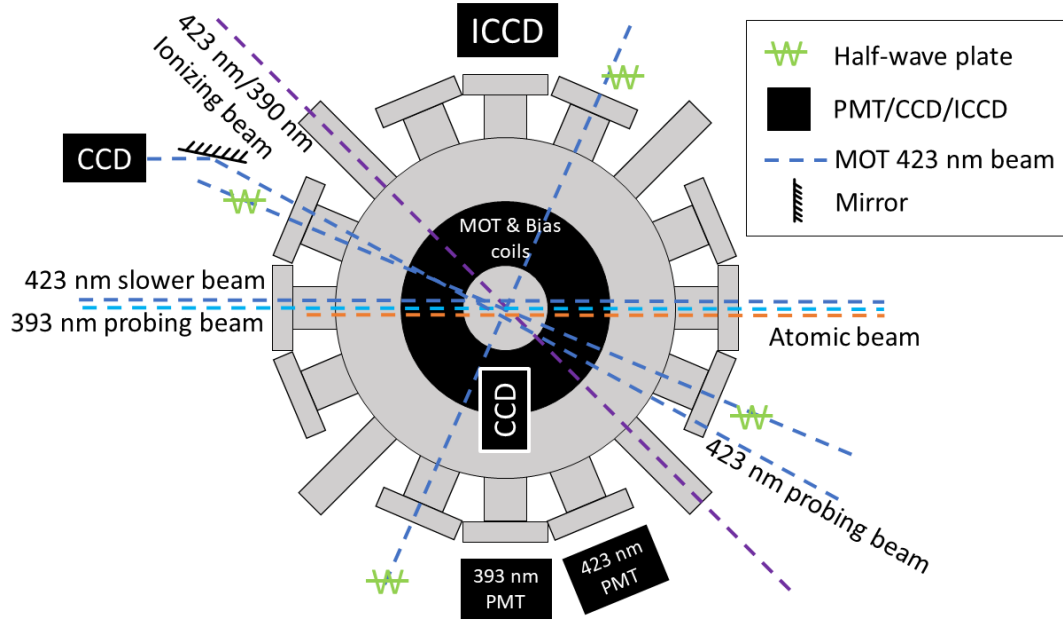 ICCD
423 nm/390 nm
Ionizing beam
CCD
Half-wave plate
PMT/CCD/ICCD
MOT 423 nm beam
Mirror
MOT & Bias
coils
423 nm slower beam
393 nm probing beam
Atomic beam
CCD
423 nm probing beam
393 nm
PMT
423 nm
PMT